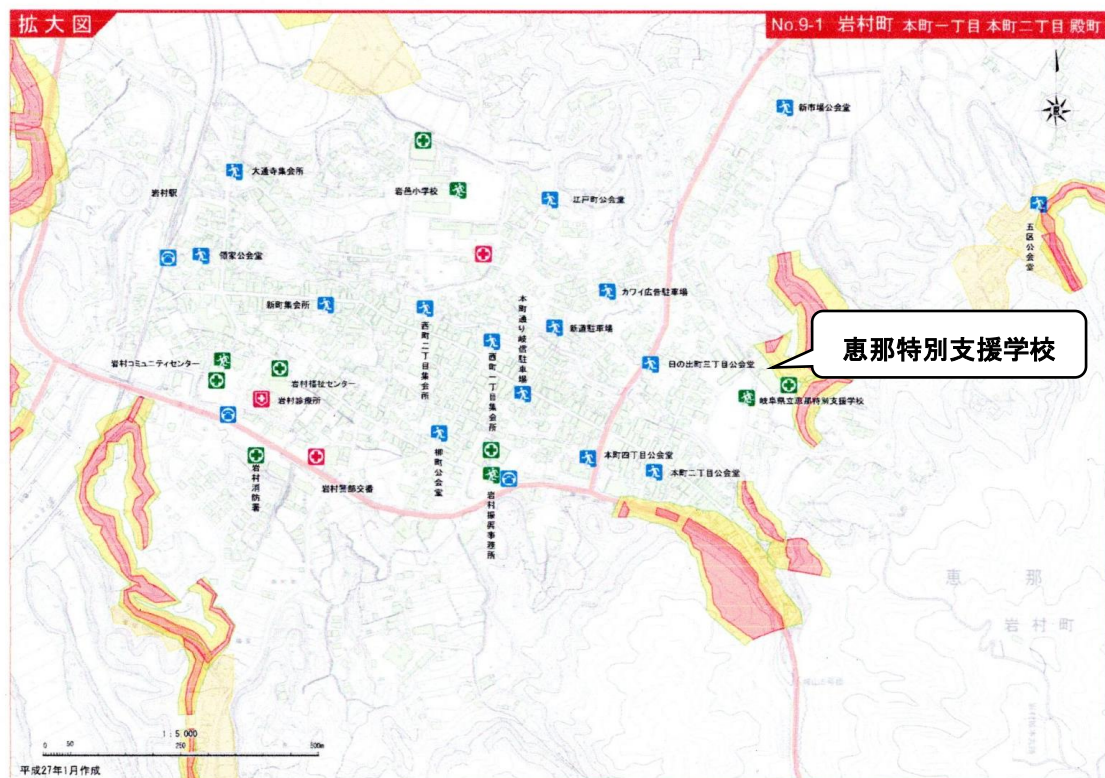 拡大図
No.9-1 岩村町 本町一丁目 本町二丁目 殿町
新市場公会堂
大通寺集会所
岩村駅
岩邑小学校
江戸町公会堂
五区公会堂
領家公会堂
新町集会所
カワイ広告駐車場
本町通り岐信駐車場
新道駐車場
西町二丁目集会所
西町一丁目集会所
恵那特別支援学校
日の出町三丁目公会堂
岩村コミュニティセンター
岩村福祉センター
岩村診療所
岐阜県立恵那特別支援学校
柳町公会堂
本町四丁目公会堂
本町二丁目公会堂
岩村消防署
岩村警部交番
岩村振興事務所
恵那
岩村町
1:5,000
0 50 250 500m
平成27年1月作成